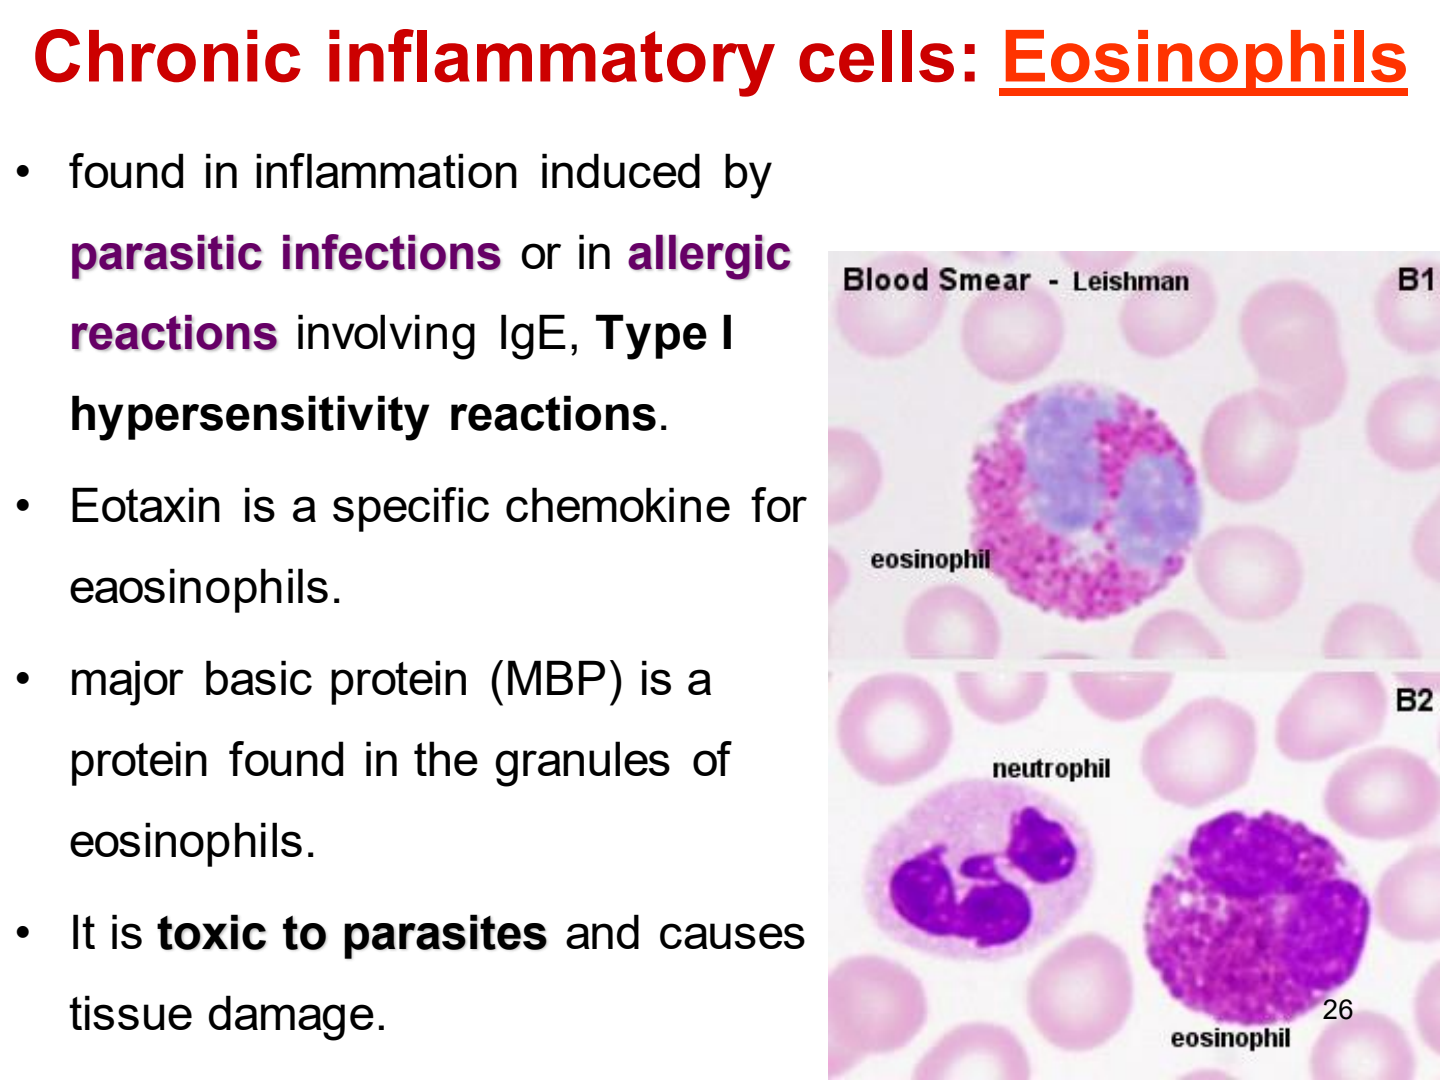 Chronic inflammatory cells: Eosinophils
• found in inflammation induced by
parasitic infections or in allergic
reactions involving IgE, Type I
hypersensitivity reactions.
• Eotaxin is a specific chemokine for
eaosinophils.
• major basic protein (MBP) is a
protein found in the granules of
eosinophils.
• It is toxic to parasites and causes
tissue damage.
Blood Smear - Leishman B1
eosinophil
B2
neutrophil
eosinophil
26